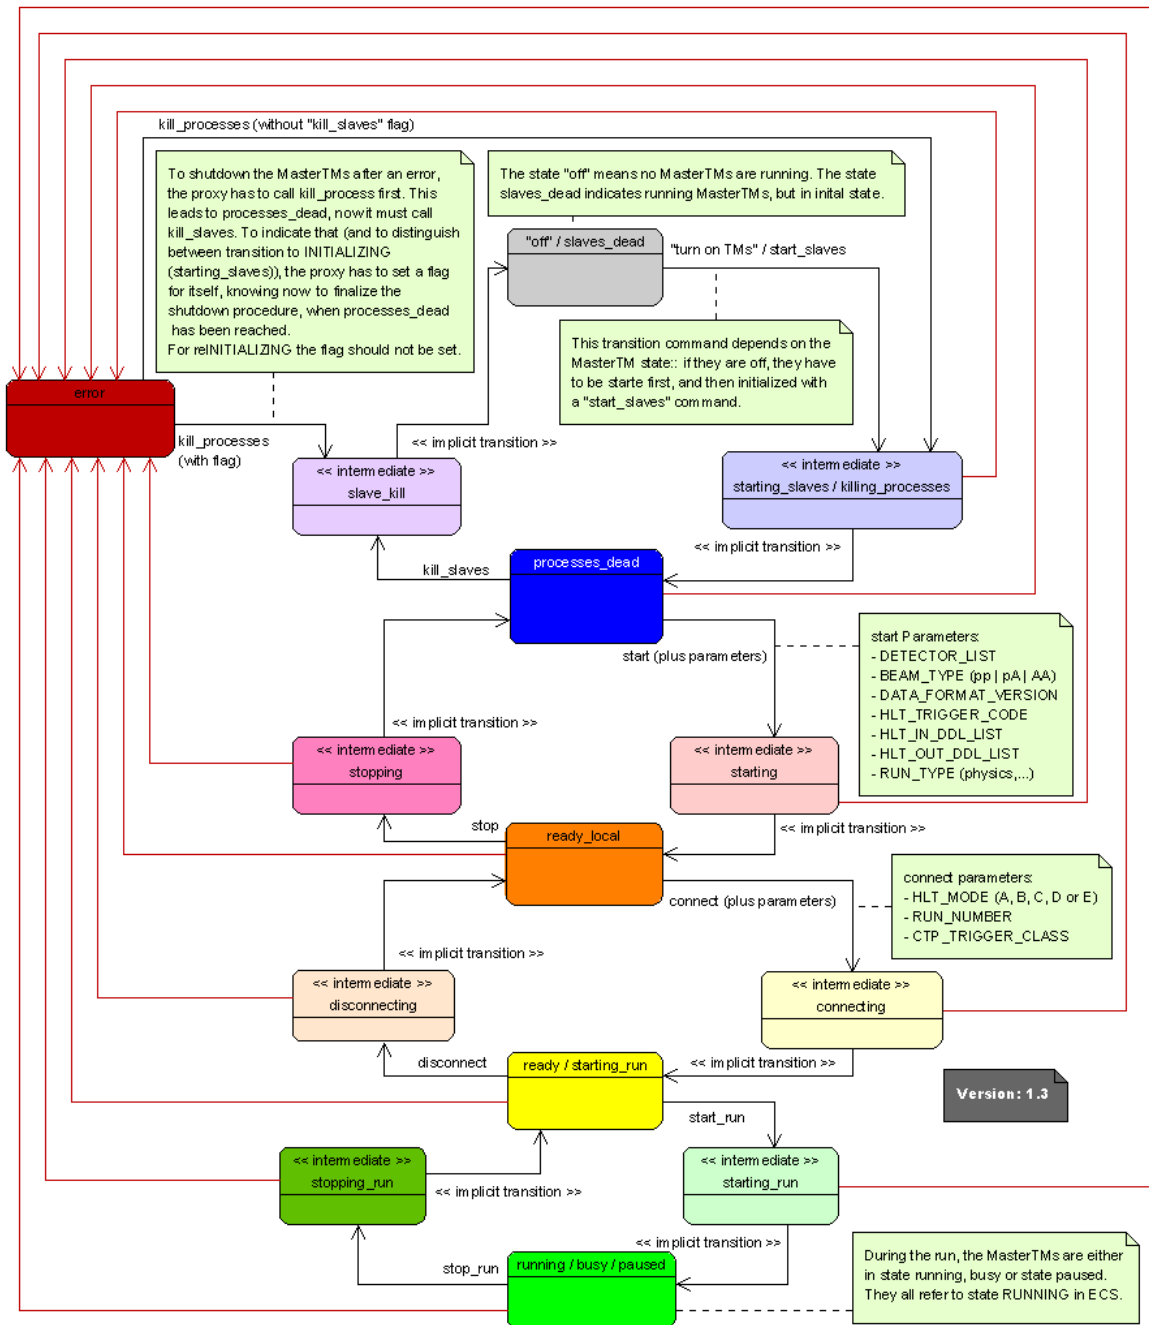 kill_processes (without "kill_slaves" flag)
To shutdown the MasterTMs after an error,
the proxy has to call kill_process first. This
leads to processes_dead, now it must call
kill_slaves. To indicate that (and to distinguish
between transition to INITIALIZING
(starting_slaves)), the proxy has to set a flag
for itself, knowing now to finalize the
shutdown procedure, when processes_dead
has been reached.
For reINITIALIZING the flag should not be set.
The state "off" means no MasterTMs are running. The state
slaves_dead indicates running MasterTMs, but in inital state.
"off" / slaves_dead
"turn on TMs" / start_slaves
This transition command depends on the
MasterTM state:: if they are off, they have
to be starte first, and then initialized with
a "start_slaves" command.
error
kill_processes
(with flag)
<< implicit transition >>
<< intermediate >>
slave_kill
<< intermediate >>
starting_slaves / killing_processes
<< implicit transition >>
kill_slaves
processes_dead
start (plus parameters)
start Parameters:
- DETECTOR_LIST
- BEAM_TYPE (pp | pA | AA)
- DATA_FORMAT_VERSION
- HLT_TRIGGER_CODE
- HLT_IN_DDL_LIST
- HLT_OUT_DDL_LIST
- RUN_TYPE (physics,...)
<< implicit transition >>
<< intermediate >>
stopping
<< intermediate >>
starting
stop
ready_local
<< implicit transition >>
connect (plus parameters)
connect parameters:
- HLT_MODE (A, B, C, D or E)
- RUN_NUMBER
- CTP_TRIGGER_CLASS
<< implicit transition >>
<< intermediate >>
disconnecting
<< intermediate >>
connecting
disconnect
ready / starting_run
<< implicit transition >>
Version: 1.3
start_run
<< intermediate >>
stopping_run
<< implicit transition >>
<< intermediate >>
starting_run
<< implicit transition >>
stop_run
running / busy / paused
During the run, the MasterTMs are either
in state running, busy or state paused.
They all refer to state RUNNING in ECS.